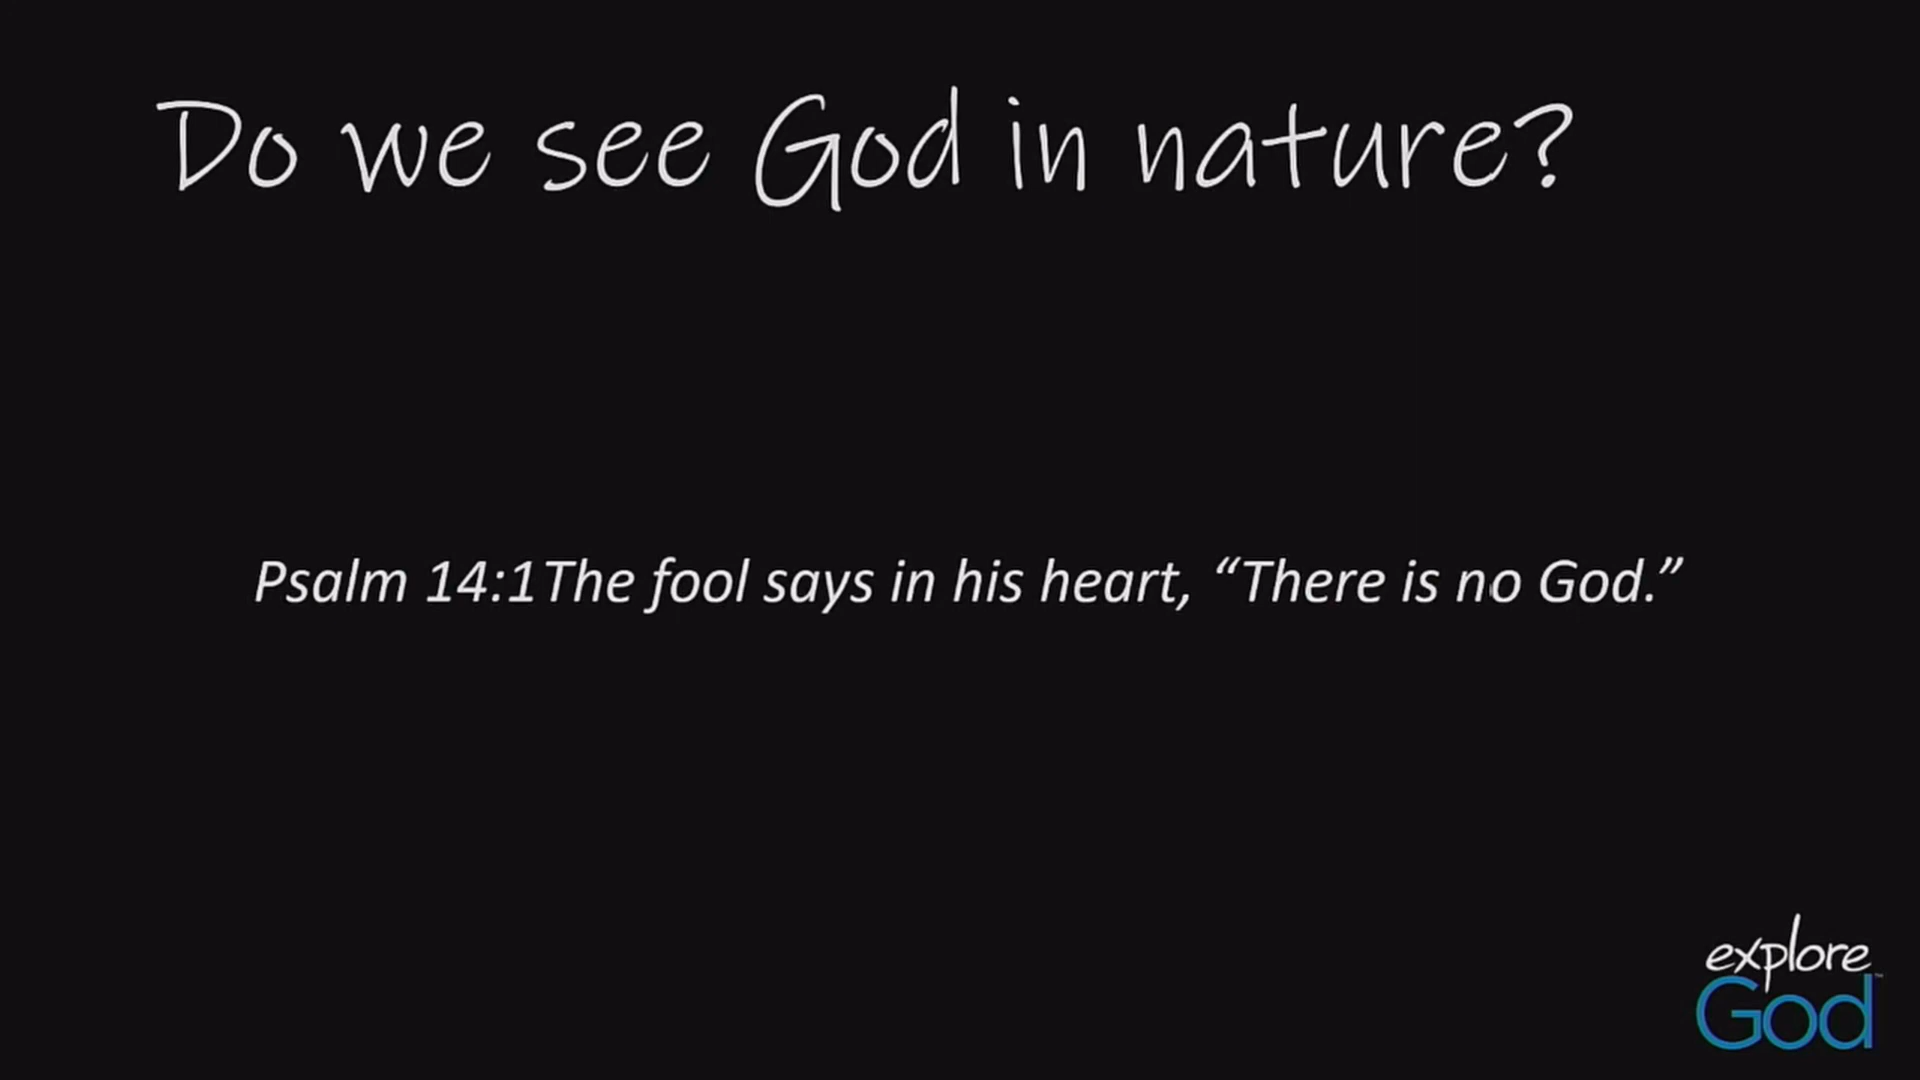 Do we see God in nature?
Psalm 14:1The fool says in his heart, “There is no God.”
explore
God™